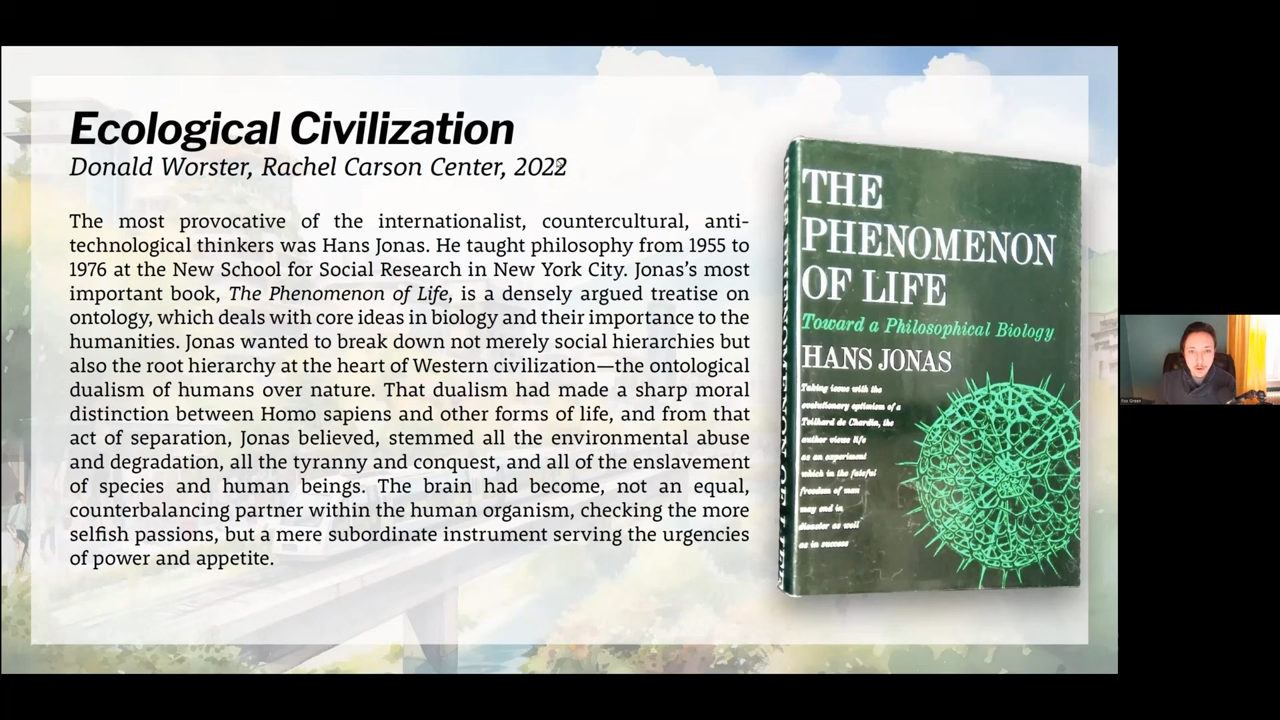 Ecological Civilization
Donald Worster, Rachel Carson Center, 2022
The most provocative of the internationalist, countercultural, anti-
technological thinkers was Hans Jonas. He taught philosophy from 1955 to
1976 at the New School for Social Research in New York City. Jonas’s most
important book, The Phenomenon of Life, is a densely argued treatise on
ontology, which deals with core ideas in biology and their importance to the
humanities. Jonas wanted to break down not merely social hierarchies but
also the root hierarchy at the heart of Western civilization—the ontological
dualism of humans over nature. That dualism had made a sharp moral
distinction between Homo sapiens and other forms of life, and from that
act of separation, Jonas believed, stemmed all the environmental abuse
and degradation, all the tyranny and conquest, and all of the enslavement
of species and human beings. The brain had become, not an equal,
counterbalancing partner within the human organism, checking the more
selfish passions, but a mere subordinate instrument serving the urgencies
of power and appetite.
THE
PHENOMENON
OF LIFE
Toward a Philosophical Biology
HANS JONAS
Taking issue with the
evolutionary optimism of a
Teilhard de Chardin, the
author views life
as an experiment
which in the fateful
freedom of man
may end in
disaster as well
as in success